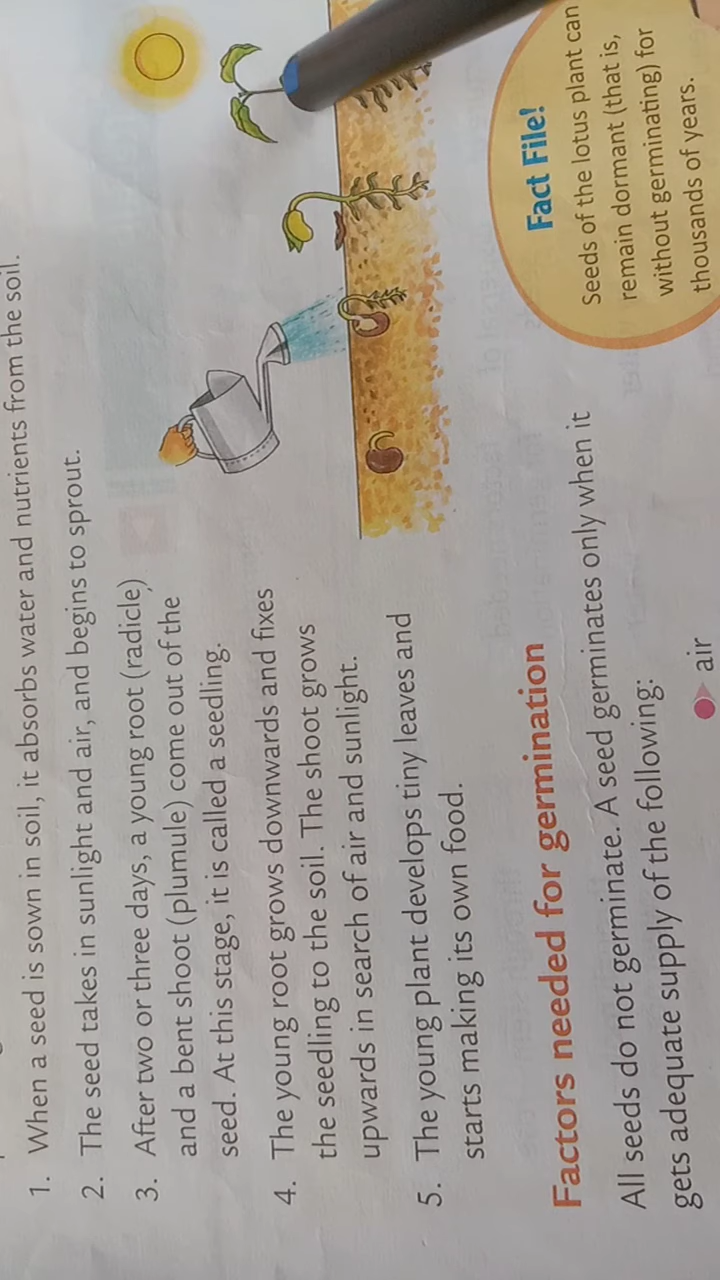 1. When a seed is sown in soil, it absorbs water and nutrients from the soil.
2. The seed takes in sunlight and air, and begins to sprout.
3. After two or three days, a young root (radicle)
and a bent shoot (plumule) come out of the
seed. At this stage, it is called a seedling.
4. The young root grows downwards and fixes
the seedling to the soil. The shoot grows
upwards in search of air and sunlight.
5. The young plant develops tiny leaves and
starts making its own food.
Fact File!
Seeds of the lotus plant can
remain dormant (that is,
without germinating) for
thousands of years.
Factors needed for germination
All seeds do not germinate. A seed germinates only when it
gets adequate supply of the following:
air